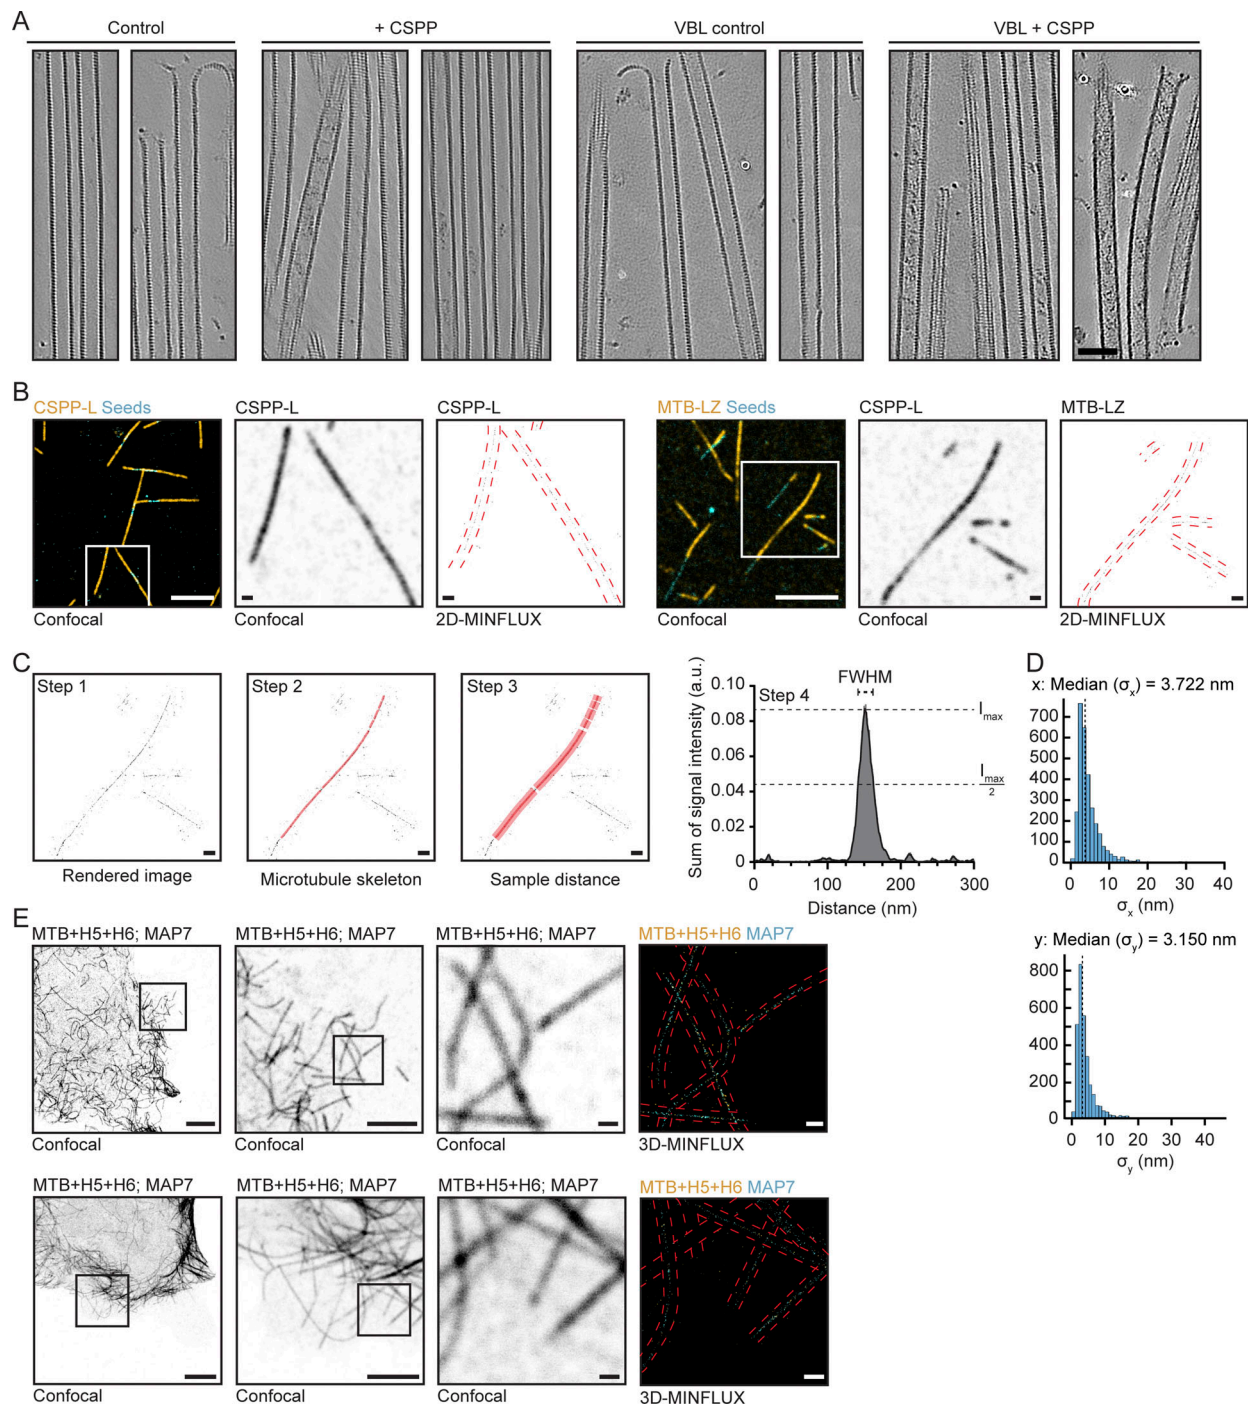 A
Control
+ CSPP
VBL control
VBL + CSPP
B
CSPP-L Seeds
CSPP-L
CSPP-L
MTB-LZ Seeds
CSPP-L
MTB-LZ
Confocal
Confocal
2D-MINFLUX
Confocal
Confocal
2D-MINFLUX
C
Step 1
Step 2
Step 3
Rendered image
Microtubule skeleton
Sample distance
Step 4
FWHM
Imax
Imax
2
Sum of signal intensity (a.u.)
0.10
0.08
0.06
0.04
0.02
0
0
100
200
300
Distance (nm)
D
x: Median (σx) = 3.722 nm
700
600
500
400
300
200
100
0
0 10 20 30 40
σx (nm)
y: Median (σy) = 3.150 nm
800
600
400
200
0
0 10 20 30 40
σy (nm)
E
MTB+H5+H6; MAP7
MTB+H5+H6; MAP7
MTB+H5+H6; MAP7
MTB+H5+H6 MAP7
Confocal
Confocal
Confocal
3D-MINFLUX
MTB+H5+H6; MAP7
MTB+H5+H6; MAP7
MTB+H5+H6; MAP7
MTB+H5+H6 MAP7
Confocal
Confocal
Confocal
3D-MINFLUX